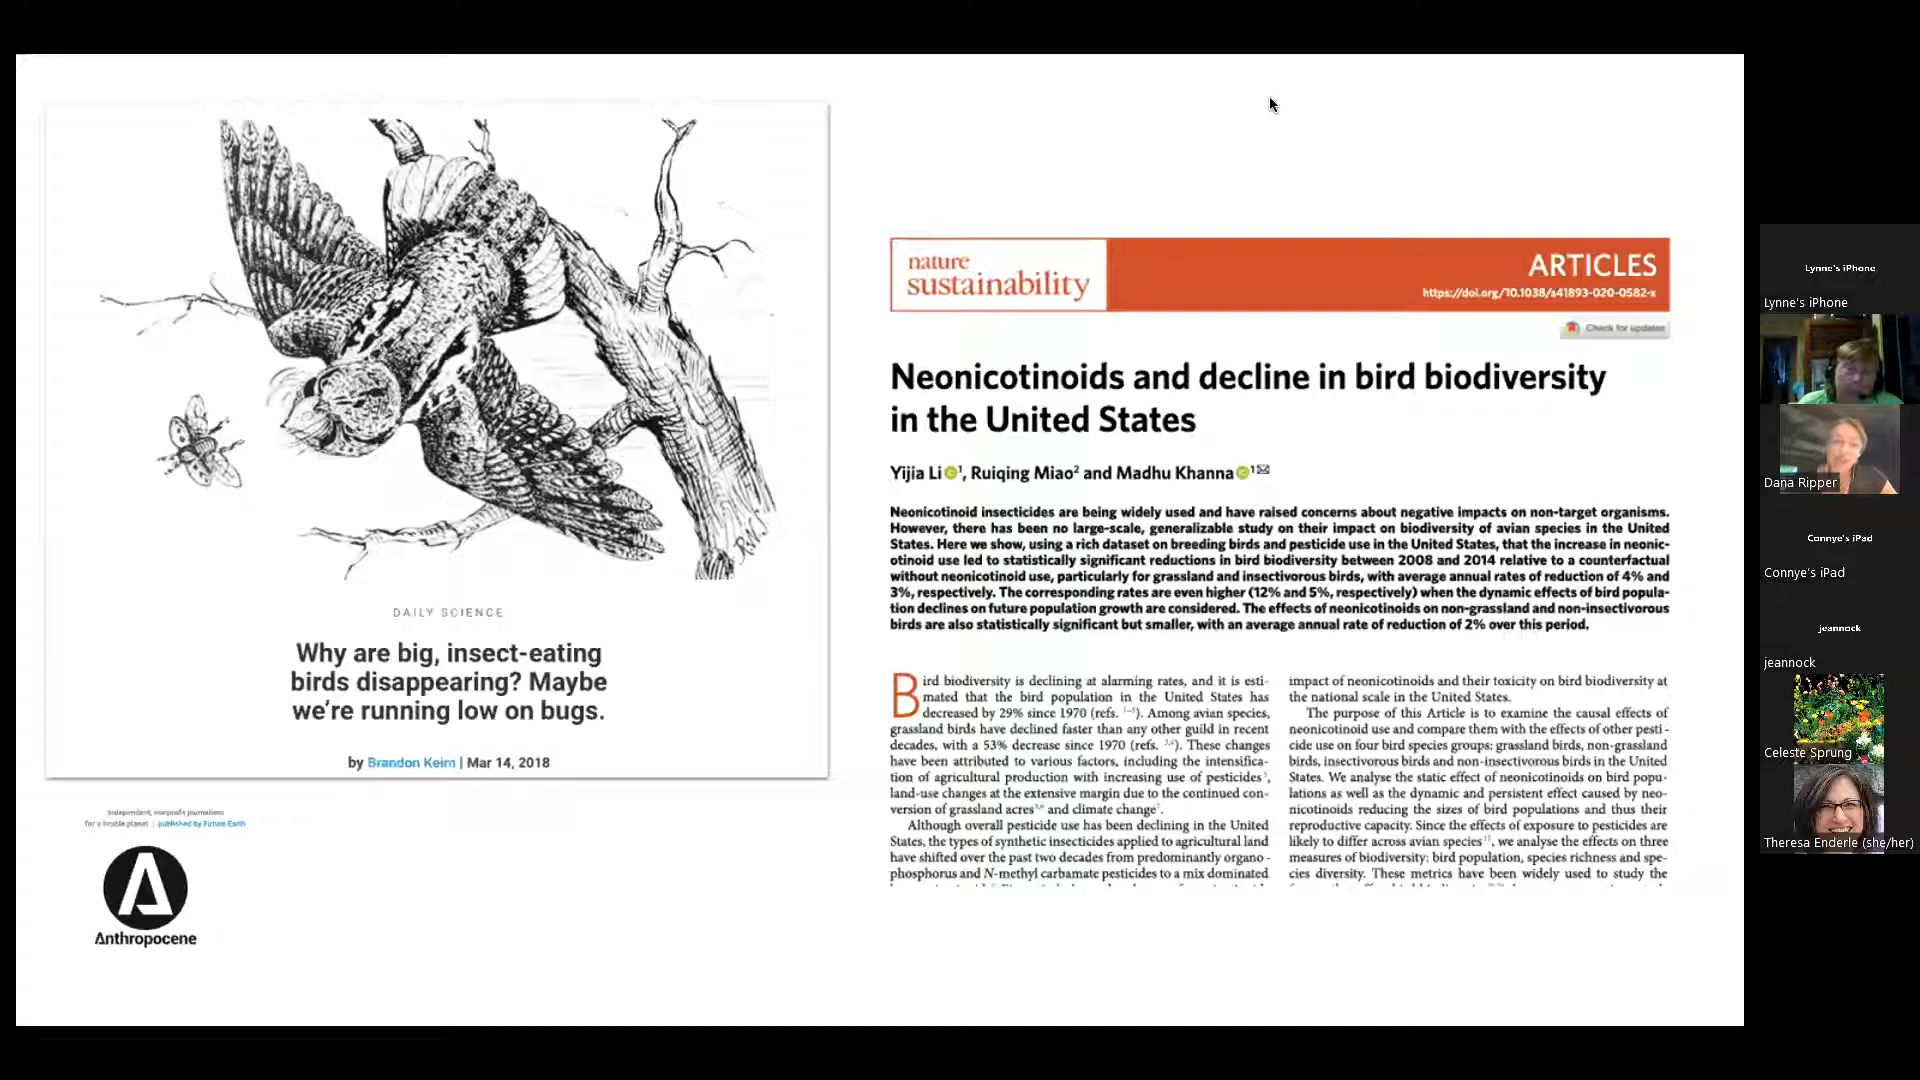 DAILY SCIENCE
Why are big, insect-eating
birds disappearing? Maybe
we're running low on bugs.
by Brandon Keim | Mar 14, 2018
independent, nonprofit journalism
for a livable planet | published by Future Earth
Anthropocene
nature
sustainability
ARTICLES
https://doi.org/10.1038/s41893-020-0582-x
Check for updates
Neonicotinoids and decline in bird biodiversity
in the United States
Yijia Li 1, Ruiqing Miao2 and Madhu Khanna 1
Neonicotinoid insecticides are being widely used and have raised concerns about negative impacts on non-target organisms.
However, there has been no large-scale, generalizable study on their impact on biodiversity of avian species in the United
States. Here we show, using a rich dataset on breeding birds and pesticide use in the United States, that the increase in neonic-
otinoid use led to statistically significant reductions in bird biodiversity between 2008 and 2014 relative to a counterfactual
without neonicotinoid use, particularly for grassland and insectivorous birds, with average annual rates of reduction of 4% and
3%, respectively. The corresponding rates are even higher (12% and 5%, respectively) when the dynamic effects of bird popula-
tion declines on future population growth are considered. The effects of neonicotinoids on non-grassland and non-insectivorous
birds are also statistically significant but smaller, with an average annual rate of reduction of 2% over this period.
Bird biodiversity is declining at alarming rates, and it is esti-
mated that the bird population in the United States has
decreased by 29% since 1970 (refs. ). Among avian species,
grassland birds have declined faster than any other guild in recent
decades, with a 53% decrease since 1970 (refs. ). These changes
have been attributed to various factors, including the intensifica-
tion of agricultural production with increasing use of pesticides,
land-use changes at the extensive margin due to the continued con-
version of grassland acres and climate change.
Although overall pesticide use has been declining in the United
States, the types of synthetic insecticides applied to agricultural land
have shifted over the past two decades from predominantly organo-
phosphorus and N-methyl carbamate pesticides to a mix dominated
impact of neonicotinoids and their toxicity on bird biodiversity at
the national scale in the United States.
The purpose of this Article is to examine the causal effects of
neonicotinoid use and compare them with the effects of other pesti-
cide use on four bird species groups: grassland birds, non-grassland
birds, insectivorous birds and non-insectivorous birds in the United
States. We analyse the static effect of neonicotinoids on bird popu-
lations as well as the dynamic and persistent effect caused by neo-
nicotinoids reducing the sizes of bird populations and thus their
reproductive capacity. Since the effects of exposure to pesticides are
likely to differ across avian species, we analyse the effects on three
measures of biodiversity: bird population, species richness and spe-
cies diversity. These metrics have been widely used to study the
Lynne's iPhone
Lynne's iPhone
Dana Ripper
Connye's iPad
Connye's iPad
jeannock
jeannock
Celeste Sprung
Theresa Enderle (she/her)